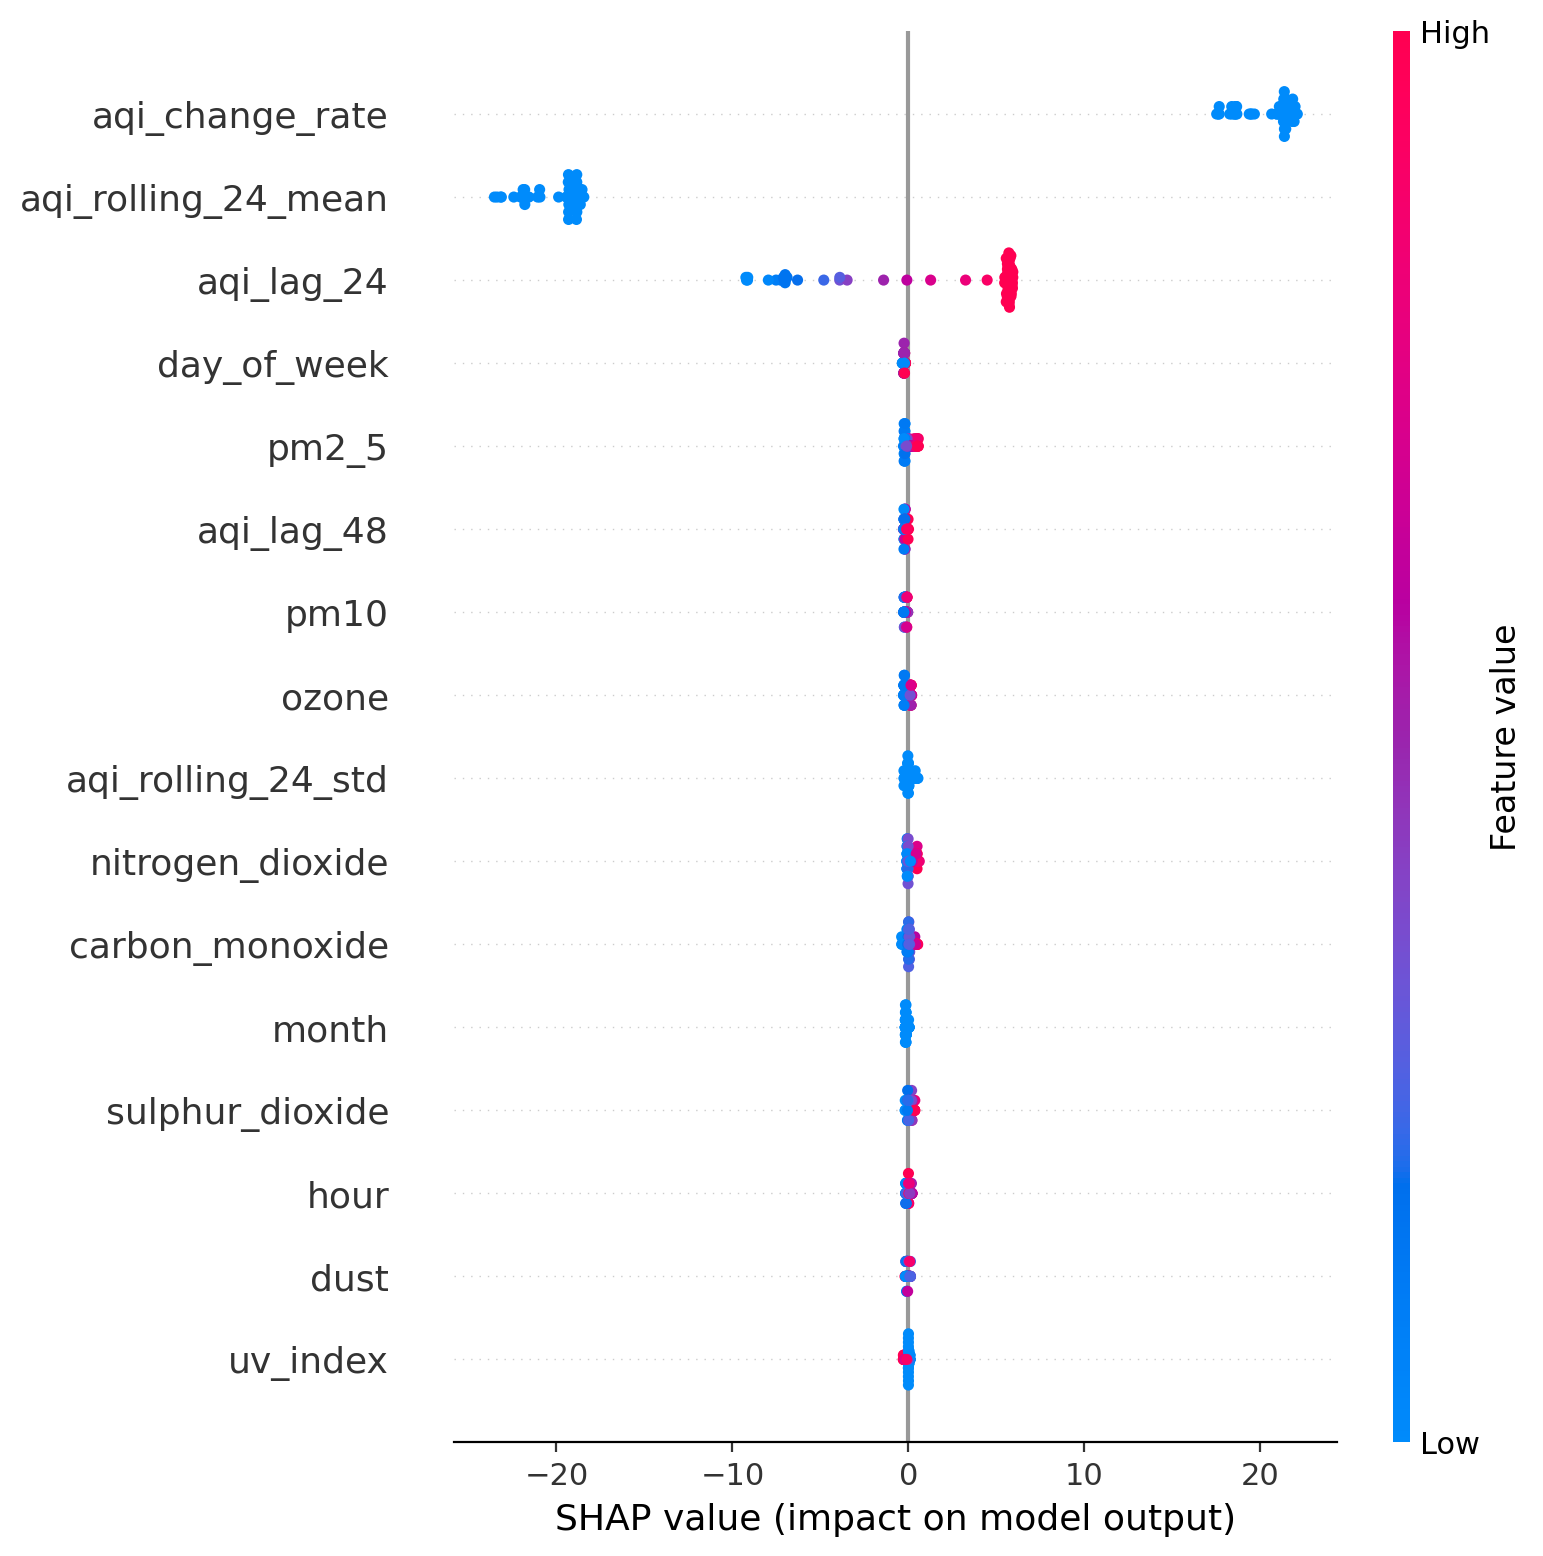 High
aqi_change_rate
aqi_rolling_24_mean
aqi_lag_24
day_of_week
pm2_5
aqi_lag_48
pm10
ozone
aqi_rolling_24_std
nitrogen_dioxide
carbon_monoxide
month
sulphur_dioxide
hour
dust
uv_index
Feature value
Low
−20 −10 0 10 20
SHAP value (impact on model output)